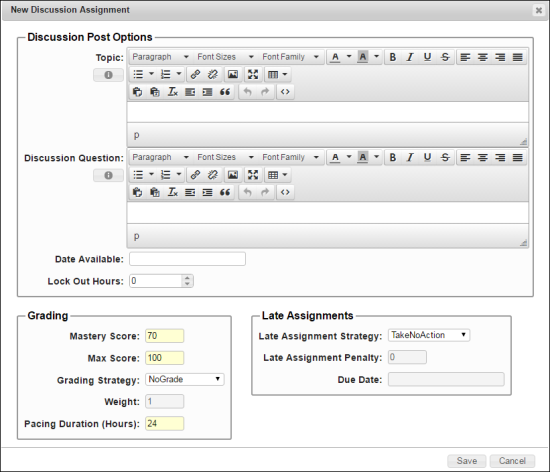 New Discussion Assignment
Discussion Post Options
Topic:
Paragraph Font Sizes Font Family A A B I U S
p
Discussion Question:
Paragraph Font Sizes Font Family A A B I U S
p
Date Available:
Lock Out Hours: 0
Grading
Mastery Score: 70
Max Score: 100
Grading Strategy: NoGrade
Weight: 1
Pacing Duration (Hours): 24
Late Assignments
Late Assignment Strategy: TakeNoAction
Late Assignment Penalty: 0
Due Date:
Save Cancel